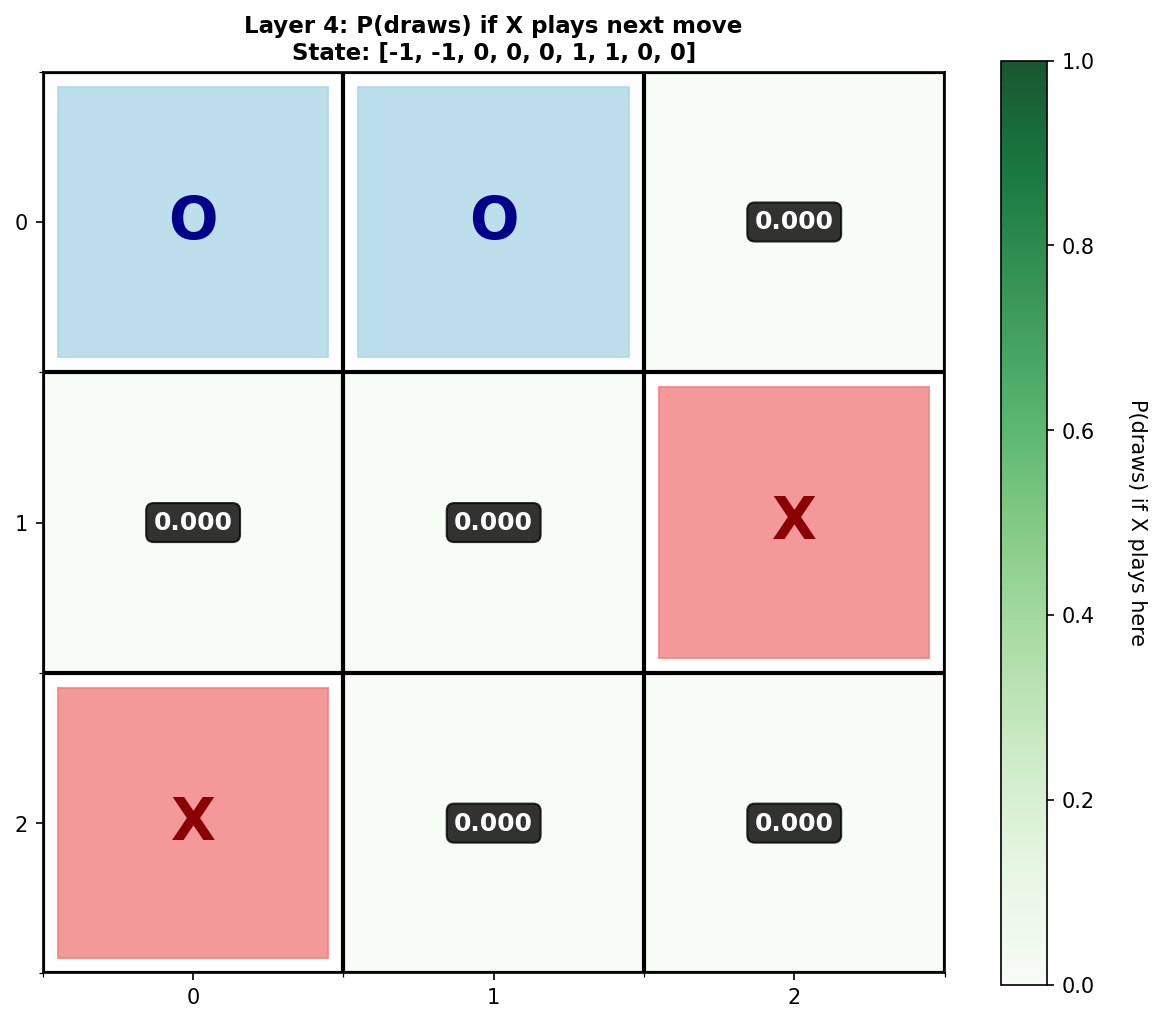 Layer 4: P(draws) if X plays next move
State: [-1, -1, 0, 0, 0, 1, 1, 0, 0]
0
O
O
0.000
1
0.000
0.000
X
2
X
0.000
0.000
0
1
2
1.0
0.8
0.6
0.4
0.2
0.0
P(draws) if X plays here